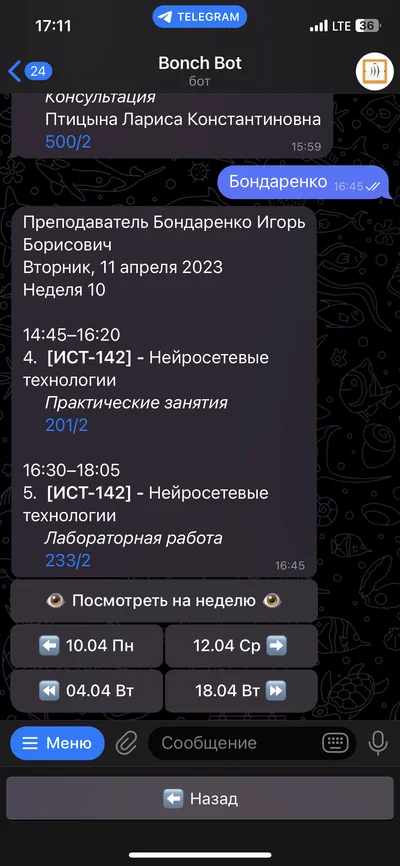 17:11
TELEGRAM
LTE
36
24
Bonch Bot
бот
Консультация
Птицына Лариса Константиновна
500/2
15:59
Бондаренко
16:45
Преподаватель Бондаренко Игорь
Борисович
Вторник, 11 апреля 2023
Неделя 10
14:45–16:20
4. [ИСТ-142] - Нейросетевые
технологии
Практические занятия
201/2
16:30–18:05
5. [ИСТ-142] - Нейросетевые
технологии
Лабораторная работа
233/2
16:45
Посмотреть на неделю
10.04 Пн
12.04 Ср
04.04 Вт
18.04 Вт
Меню
Сообщение
Назад